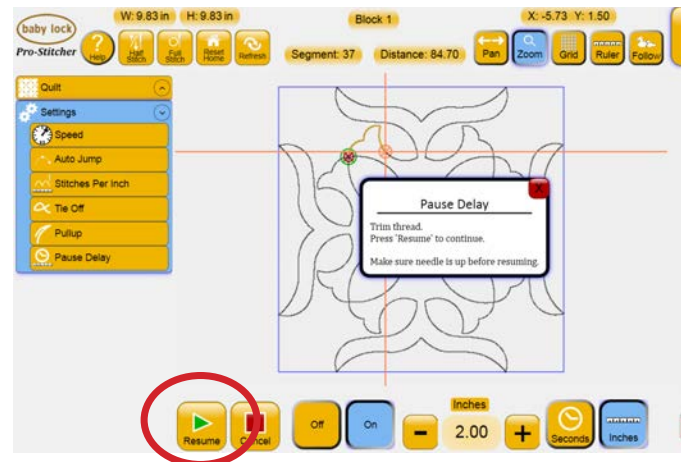 W: 9.83 in H: 9.83 in Block 1 X: -5.73 Y: 1.50
baby lock
Pro-Stitcher
Help
Half Stitch
Full Stitch
Reset Home
Refresh
Segment: 37 Distance: 84.70
Pan
Zoom
Grid
Ruler
Follow
Quilt
Settings
Speed
Auto Jump
Stitches Per Inch
Tie Off
Pullup
Pause Delay
X
Pause Delay
Trim thread.
Press 'Resume' to continue.
Make sure needle is up before resuming.
Resume
Cancel
Off
On
Inches
- 2.00 +
Seconds
Inches